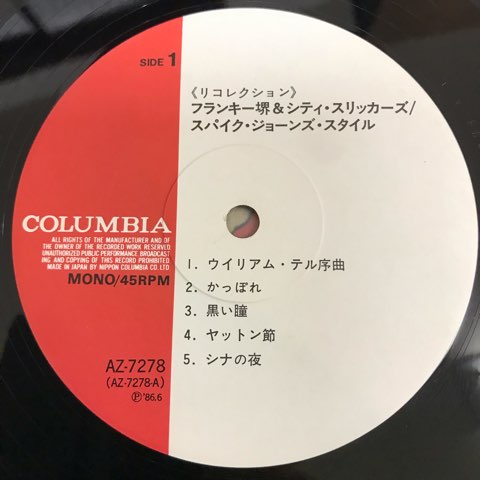 SIDE 1
《リコレクション》
フランキー堺&シティ・スリッカーズ/
スパイク・ジョーンズ・スタイル
COLUMBIA
ALL RIGHTS OF THE MANUFACTURER AND OF
THE OWNER OF THE RECORDED WORK RESERVED
UNAUTHORIZED PUBLIC PERFORMANCE, BROADCAST
ING AND COPYING OF THIS RECORD PROHIBITED
MADE IN JAPAN BY NIPPON COLUMBIA CO. LTD.
MONO/45RPM
1. ウイリアム・テル序曲
2. かっぽれ
3. 黒い瞳
4. ヤットン節
5. シナの夜
AZ-7278
(AZ-7278-A)
Ⓟ'86.6